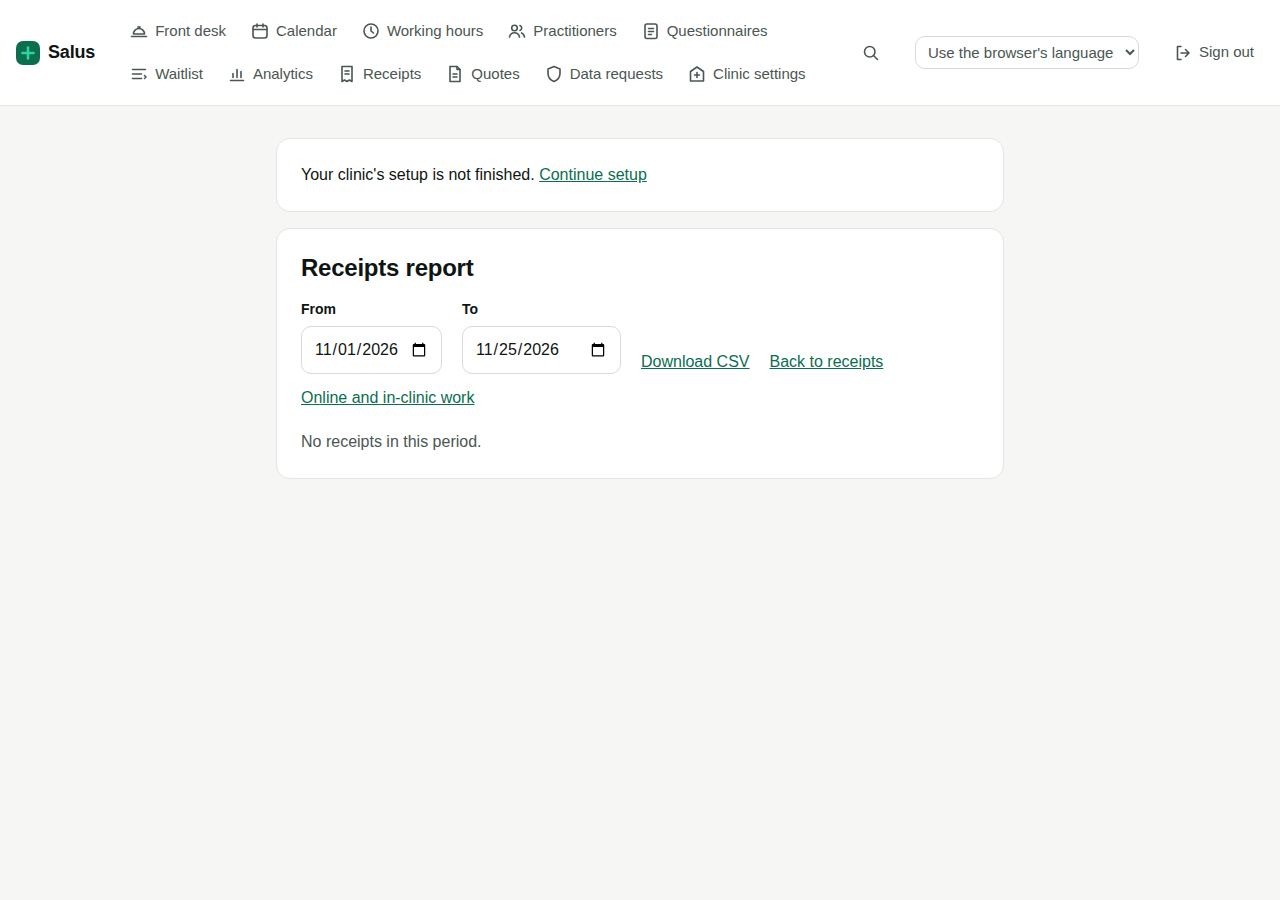 Salus
Front desk
Calendar
Working hours
Practitioners
Questionnaires
Waitlist
Analytics
Receipts
Quotes
Data requests
Clinic settings
Use the browser's language
Sign out
Your clinic's setup is not finished. Continue setup
Receipts report
From
To
11/01/2026
11/25/2026
Download CSV
Back to receipts
Online and in-clinic work
No receipts in this period.